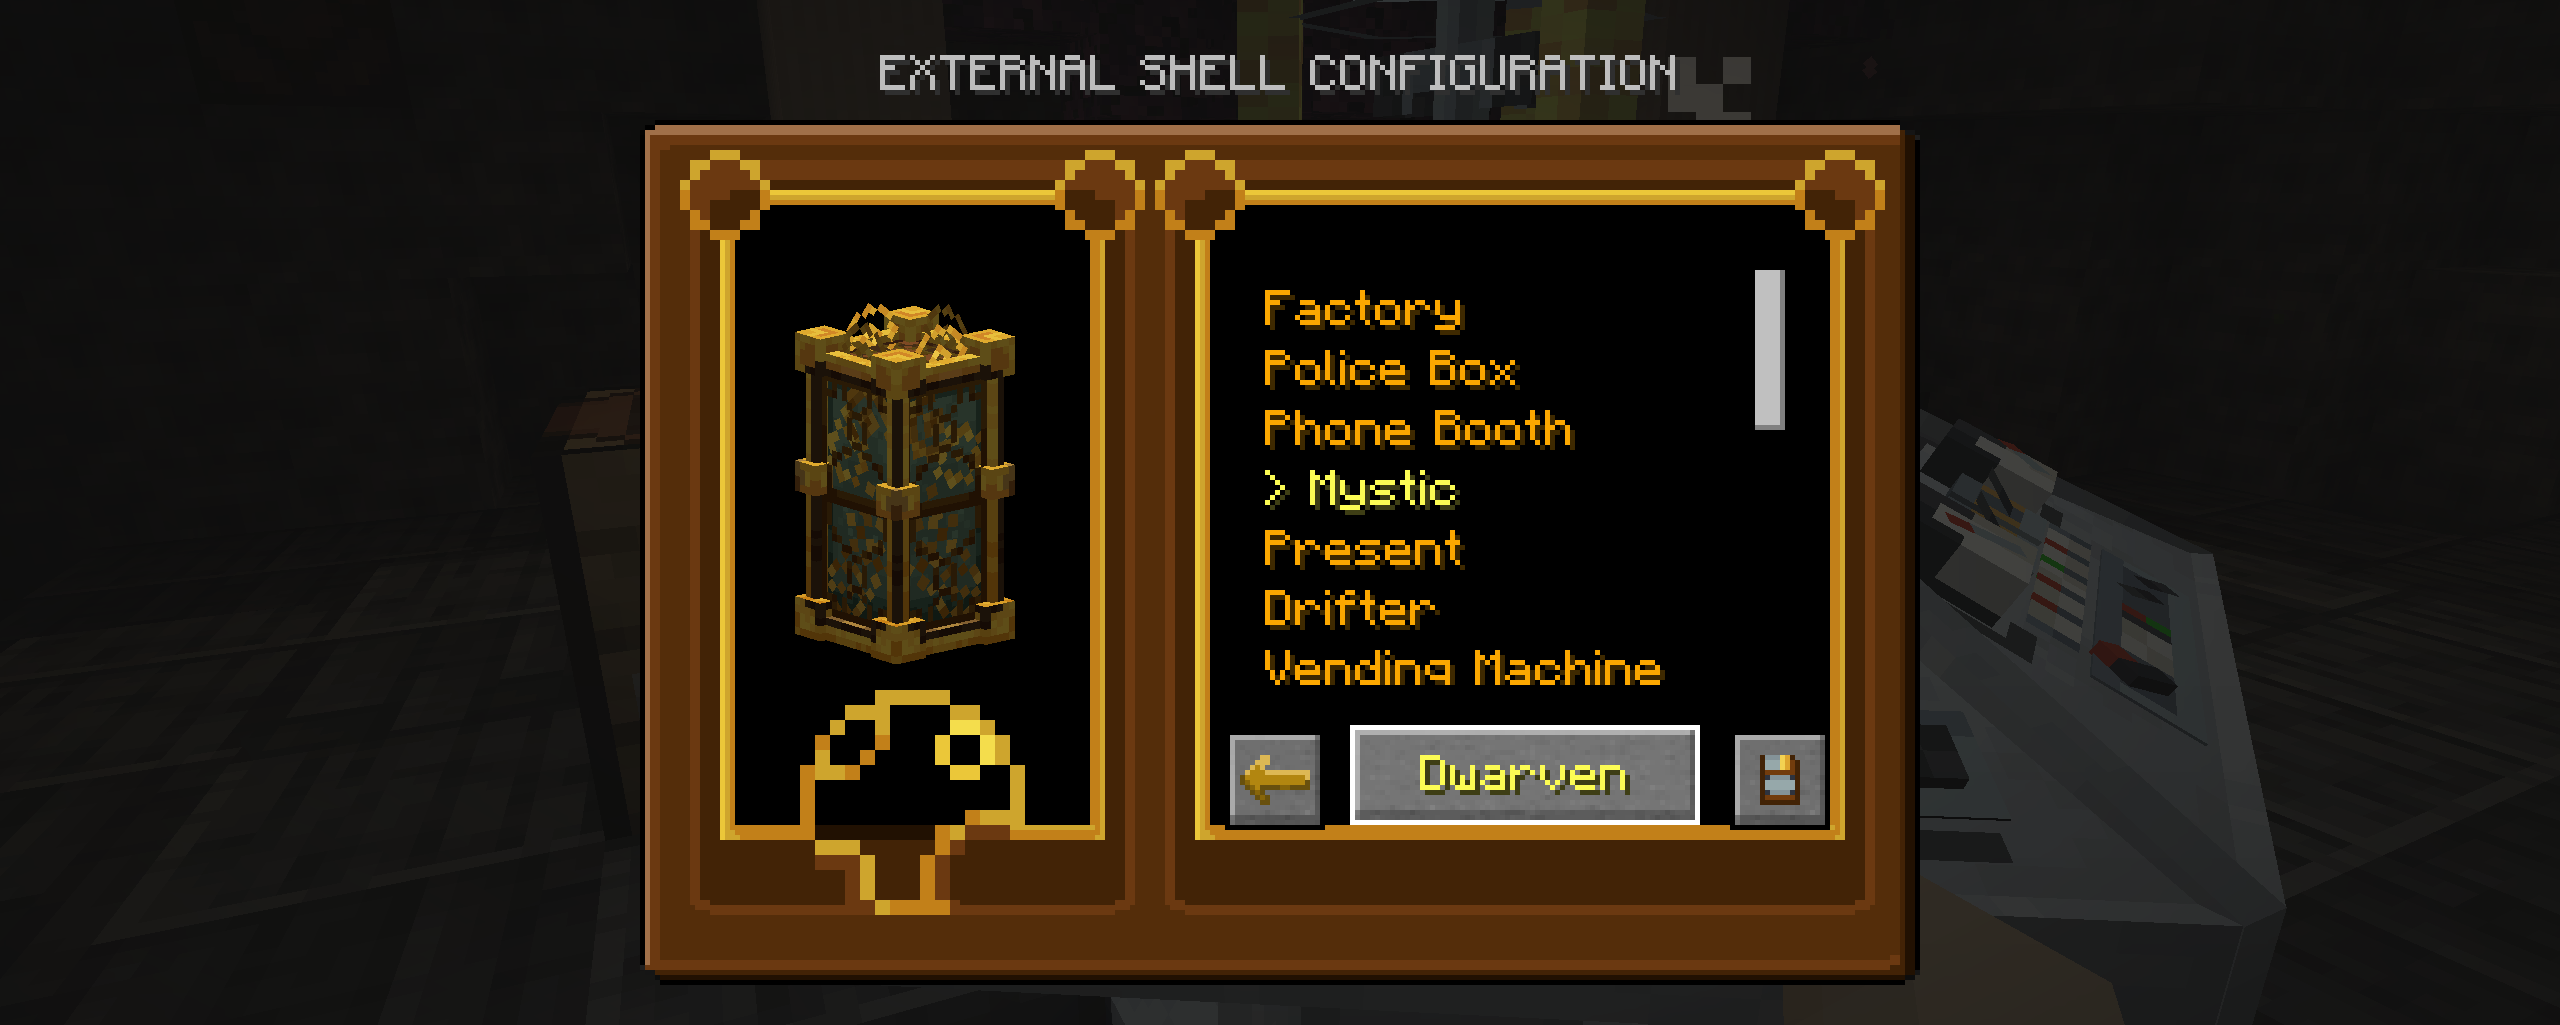 EXTERNAL SHELL CONFIGURATION
Factory
Police Box
Phone Booth
> Mystic
Present
Drifter
Vending Machine
Dwarven